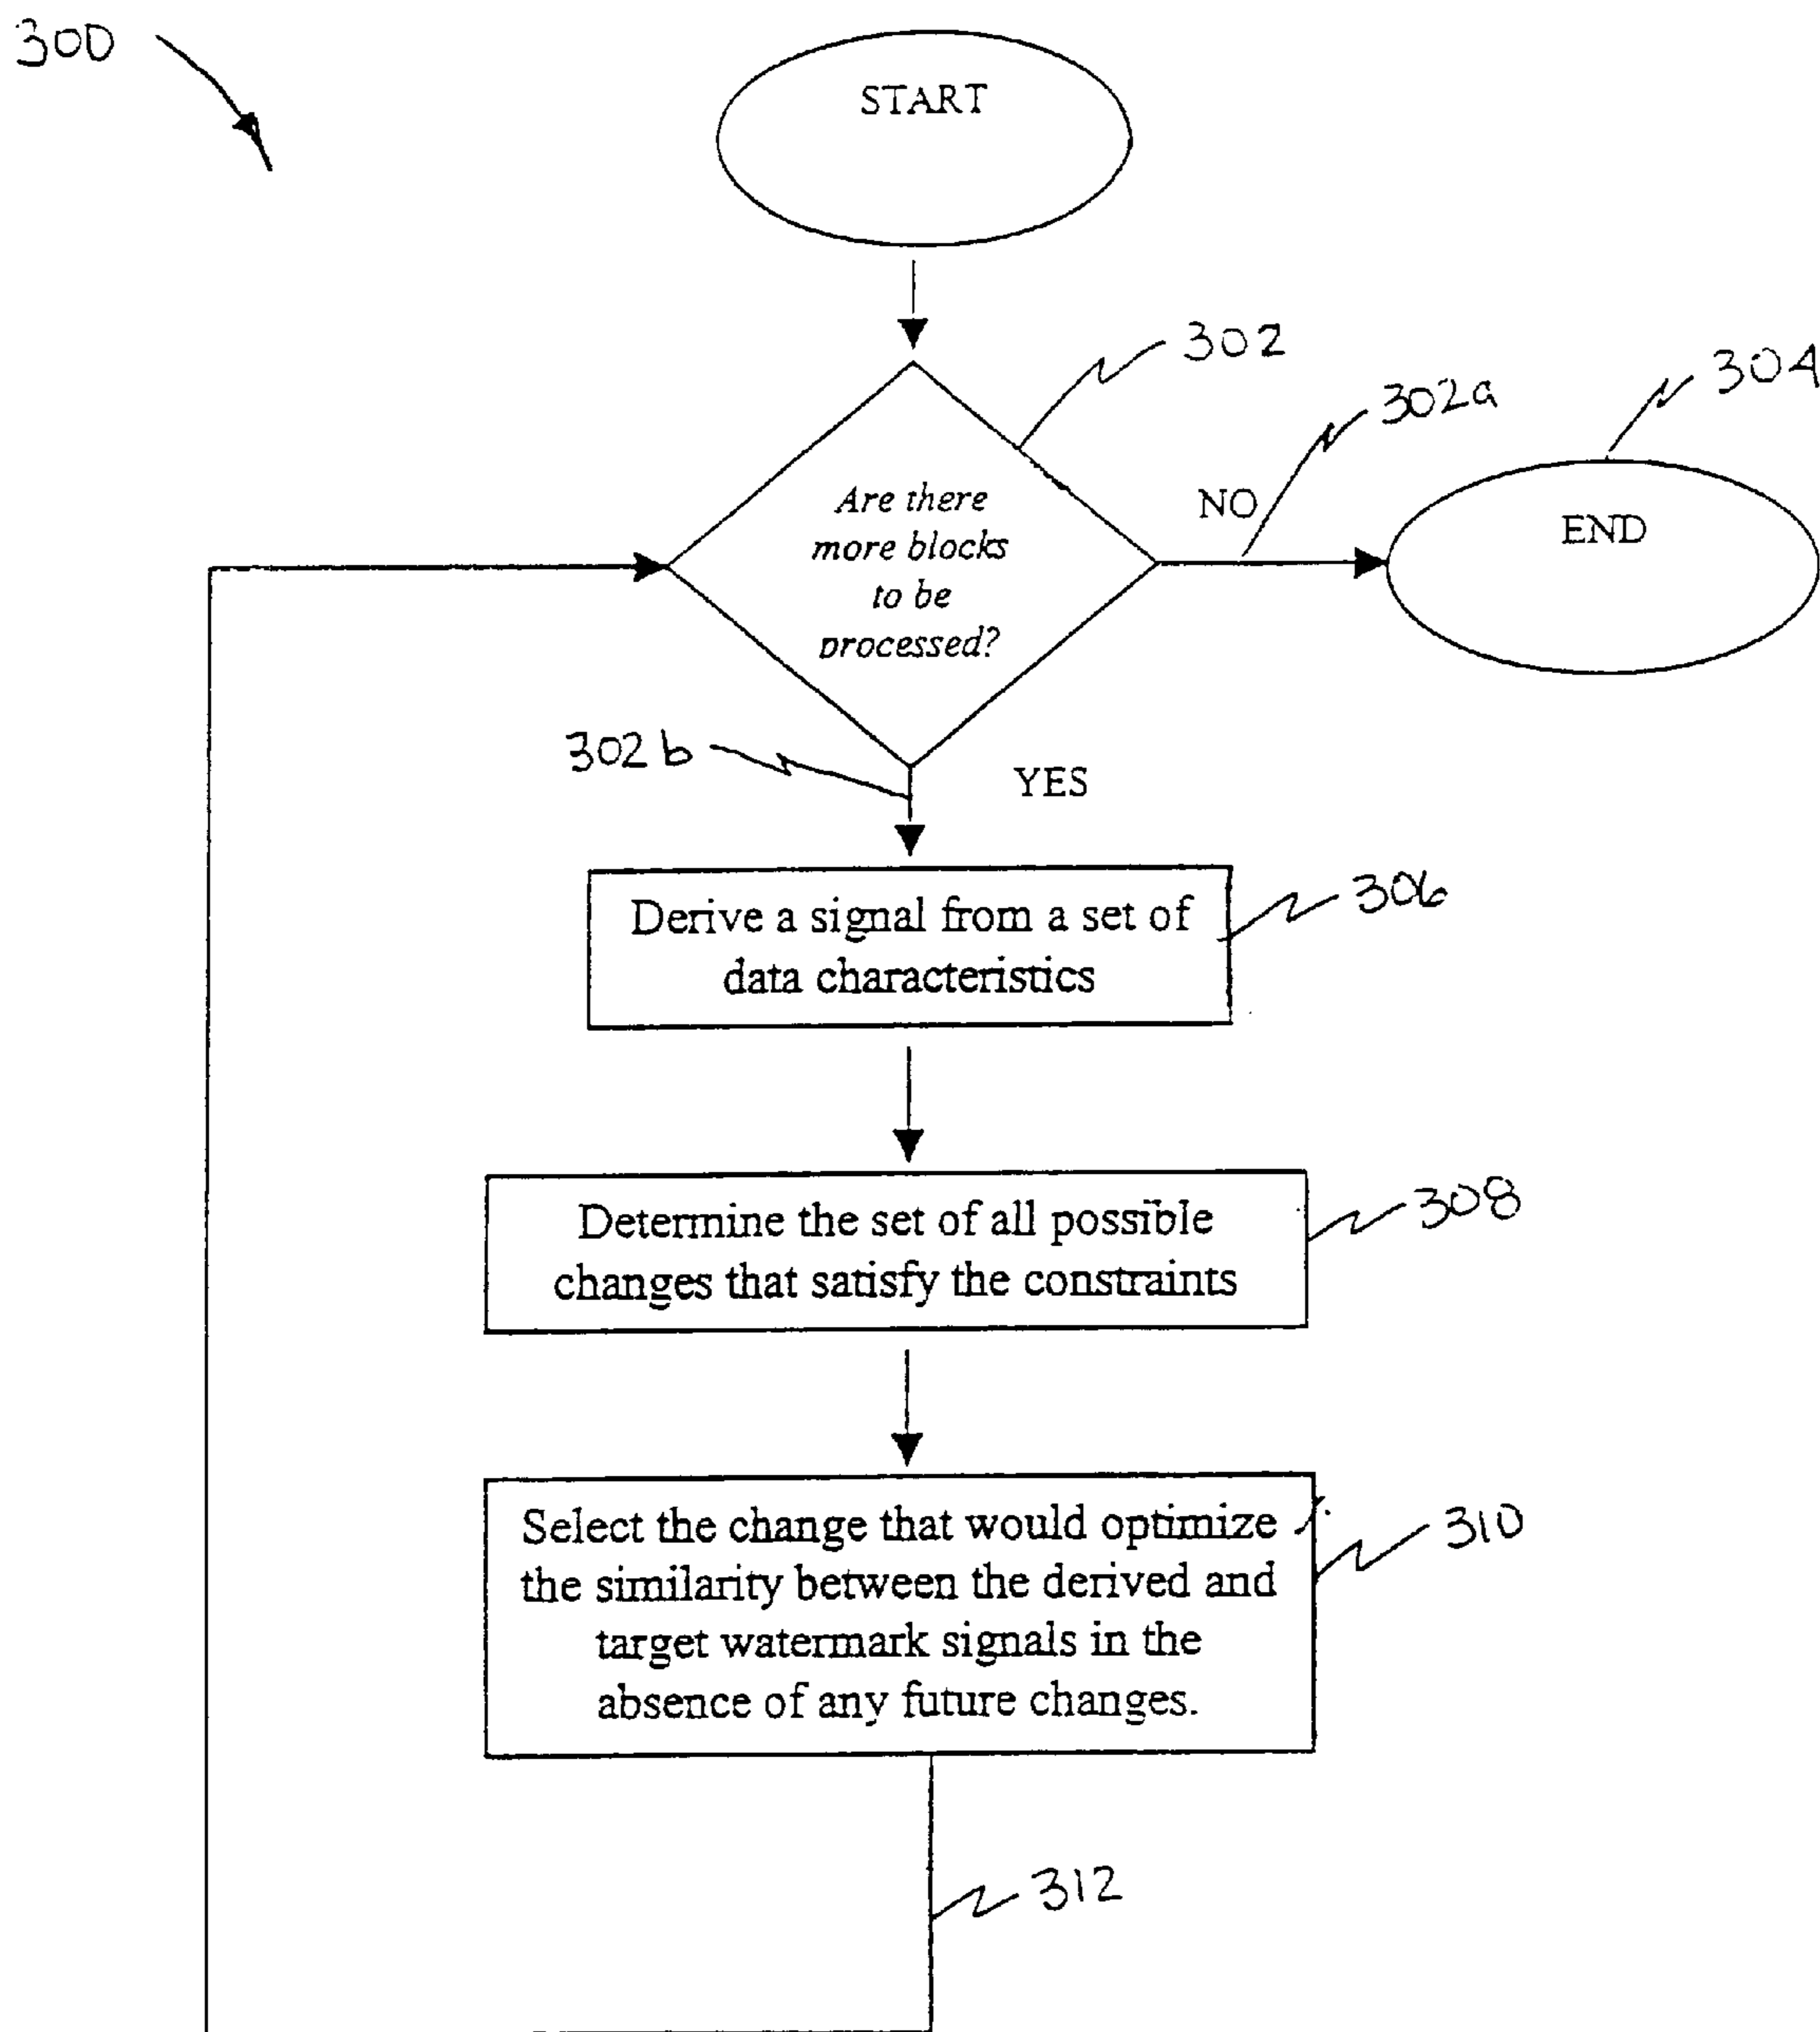 300
START
302
302a
304
Are there
more blocks
to be
processed?
NO
END
302b
YES
Derive a signal from a set of
data characteristics
306
Determine the set of all possible
changes that satisfy the constraints
308
Select the change that would optimize
the similarity between the derived and
target watermark signals in the
absence of any future changes.
310
312